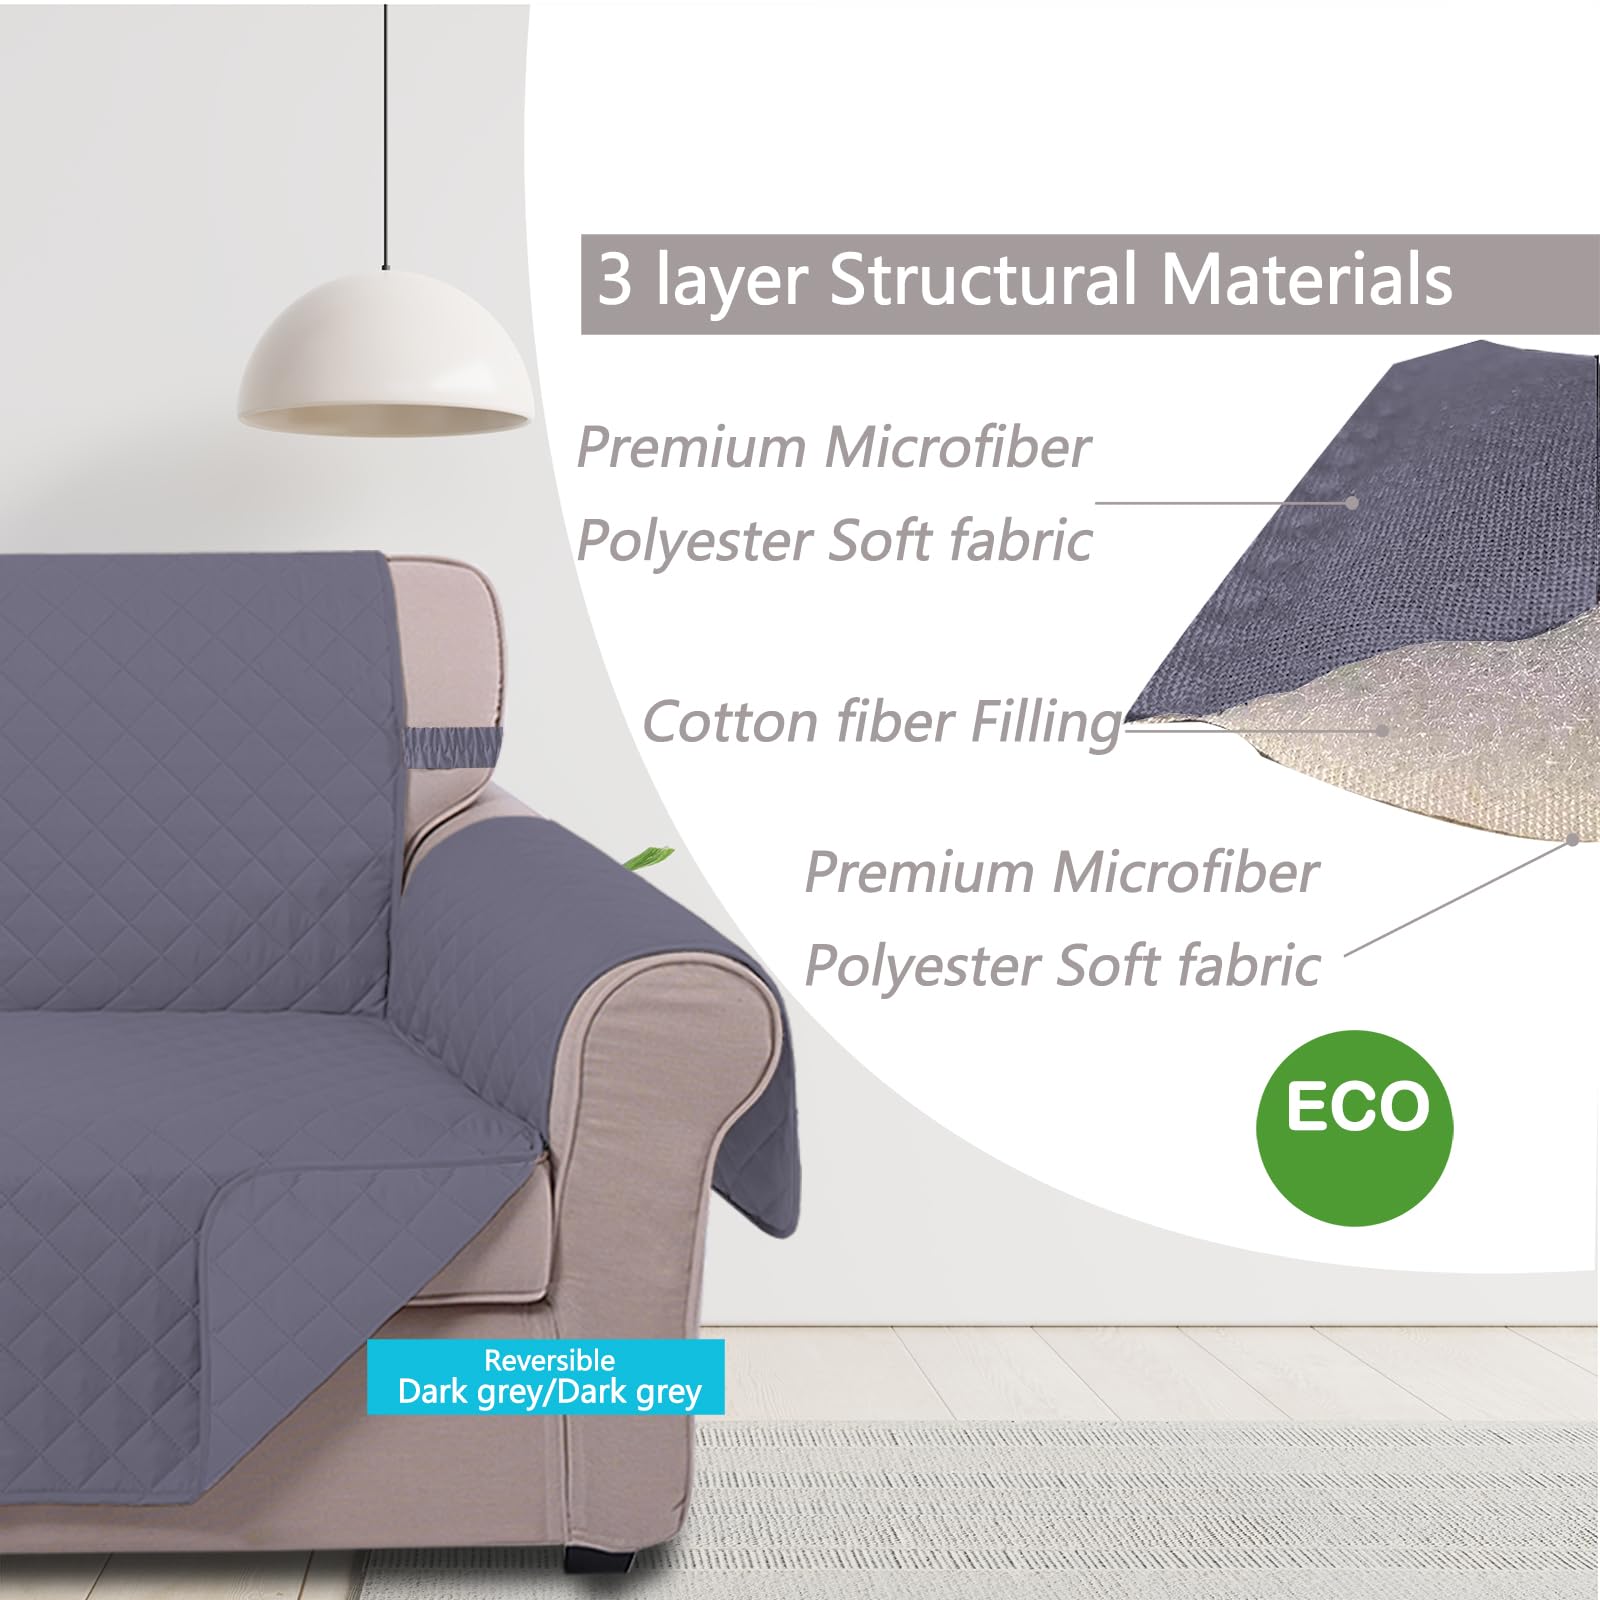 3 layer Structural Materials
Premium Microfiber
Polyester Soft fabric
Cotton fiber Filling
Premium Microfiber
Polyester Soft fabric
ECO
Reversible
Dark grey/Dark grey